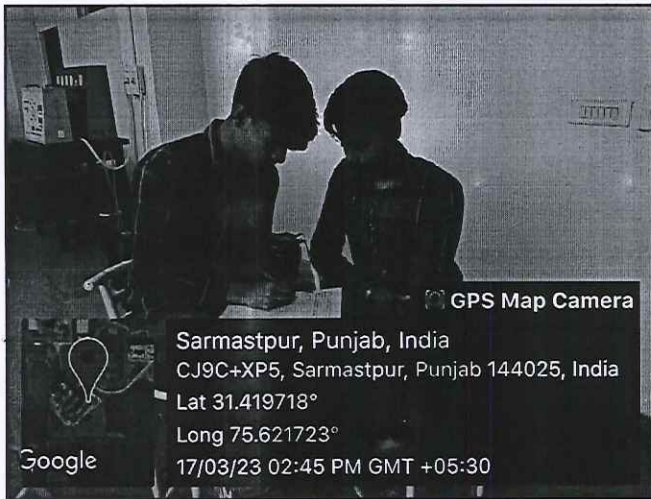 GPS Map Camera
Sarmastpur, Punjab, India
CJ9C+XP5, Sarmastpur, Punjab 144025, India
Lat 31.419718°
Long 75.621723°
17/03/23 02:45 PM GMT +05:30
Google